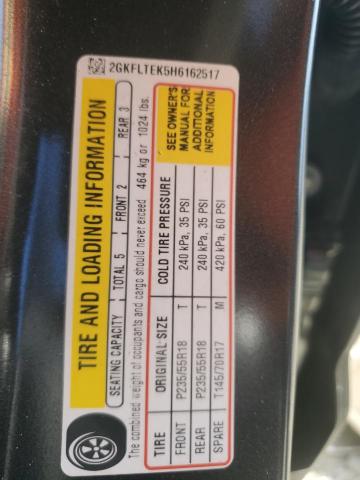 2GKFLTEK5H6162517
TIRE AND LOADING INFORMATION
SEATING CAPACITY TOTAL 5 FRONT 2 REAR 3
The combined weight of occupants and cargo should never exceed 464 kg or 1024 lbs.
TIRE ORIGINAL SIZE COLD TIRE PRESSURE
FRONT P235/55R18 T 240 kPa, 35 PSI
REAR P235/55R18 T 240 kPa, 35 PSI
SPARE T145/70R17 M 420 kPa, 60 PSI
SEE OWNER'S
MANUAL FOR
ADDITIONAL
INFORMATION